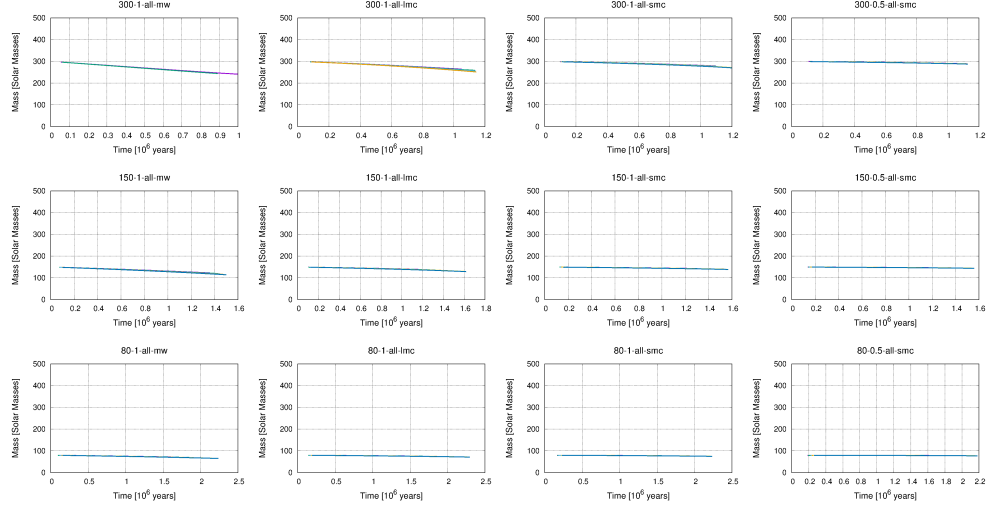 300-1-all-mw
300-1-all-lmc
300-1-all-smc
300-0.5-all-smc
Mass [Solar Masses]
500
400
300
200
100
0
0 0.1 0.2 0.3 0.4 0.5 0.6 0.7 0.8 0.9 1
Time [10^6 years]
Mass [Solar Masses]
500
400
300
200
100
0
0 0.2 0.4 0.6 0.8 1 1.2
Time [10^6 years]
Mass [Solar Masses]
500
400
300
200
100
0
0 0.2 0.4 0.6 0.8 1 1.2
Time [10^6 years]
Mass [Solar Masses]
500
400
300
200
100
0
0 0.2 0.4 0.6 0.8 1 1.2
Time [10^6 years]
150-1-all-mw
150-1-all-lmc
150-1-all-smc
150-0.5-all-smc
Mass [Solar Masses]
500
400
300
200
100
0
0 0.2 0.4 0.6 0.8 1 1.2 1.4 1.6
Time [10^6 years]
Mass [Solar Masses]
500
400
300
200
100
0
0 0.2 0.4 0.6 0.8 1 1.2 1.4 1.6 1.8
Time [10^6 years]
Mass [Solar Masses]
500
400
300
200
100
0
0 0.2 0.4 0.6 0.8 1 1.2 1.4 1.6
Time [10^6 years]
Mass [Solar Masses]
500
400
300
200
100
0
0 0.2 0.4 0.6 0.8 1 1.2 1.4 1.6
Time [10^6 years]
80-1-all-mw
80-1-all-lmc
80-1-all-smc
80-0.5-all-smc
Mass [Solar Masses]
500
400
300
200
100
0
0 0.5 1 1.5 2 2.5
Time [10^6 years]
Mass [Solar Masses]
500
400
300
200
100
0
0 0.5 1 1.5 2 2.5
Time [10^6 years]
Mass [Solar Masses]
500
400
300
200
100
0
0 0.5 1 1.5 2 2.5
Time [10^6 years]
Mass [Solar Masses]
500
400
300
200
100
0
0 0.2 0.4 0.6 0.8 1 1.2 1.4 1.6 1.8 2 2.2
Time [10^6 years]